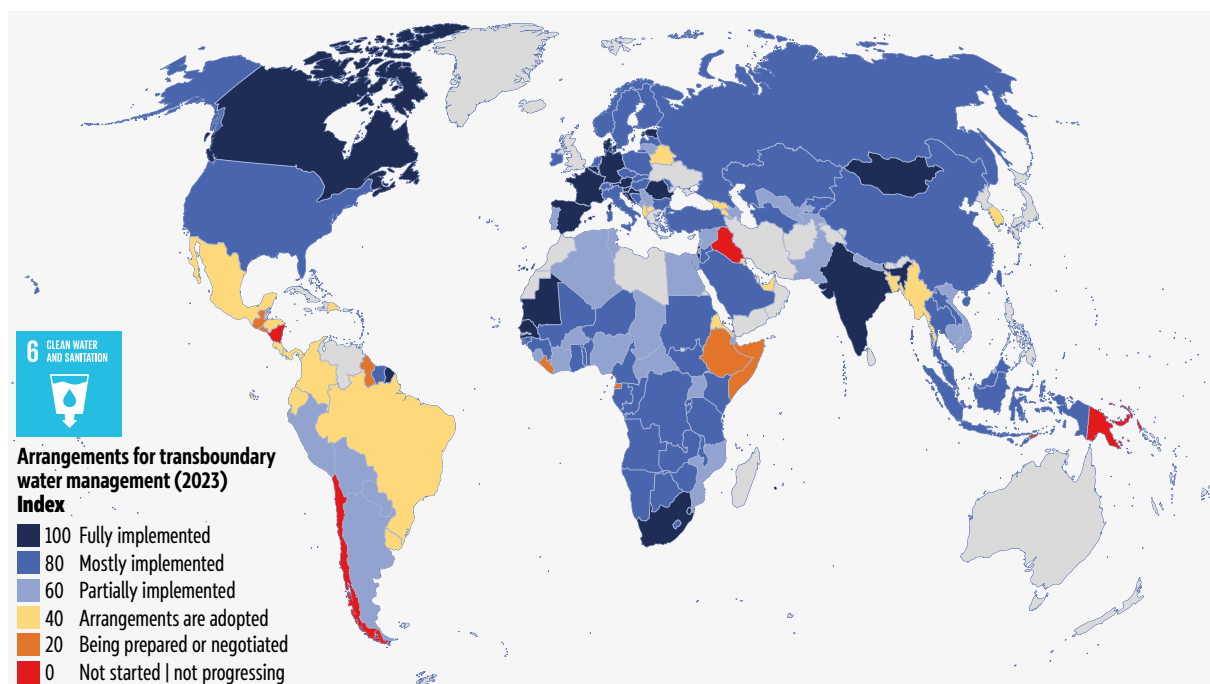 6 CLEAN WATER
AND SANITATION
Arrangements for transboundary
water management (2023)
Index
100 Fully implemented
80 Mostly implemented
60 Partially implemented
40 Arrangements are adopted
20 Being prepared or negotiated
0 Not started | not progressing